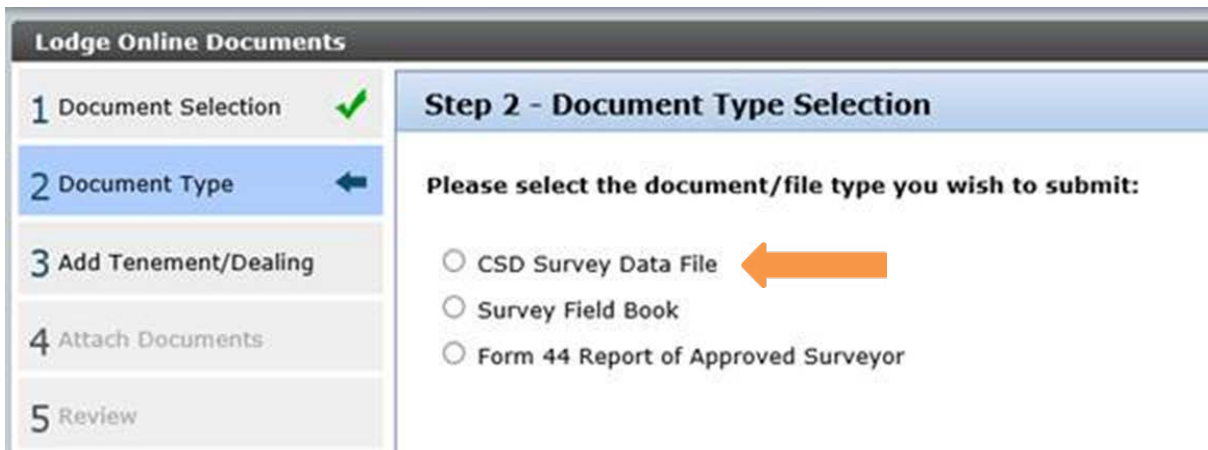 Lodge Online Documents
1 Document Selection
2 Document Type
3 Add Tenement/Dealing
4 Attach Documents
5 Review
Step 2 - Document Type Selection
Please select the document/file type you wish to submit:
CSD Survey Data File
Survey Field Book
Form 44 Report of Approved Surveyor